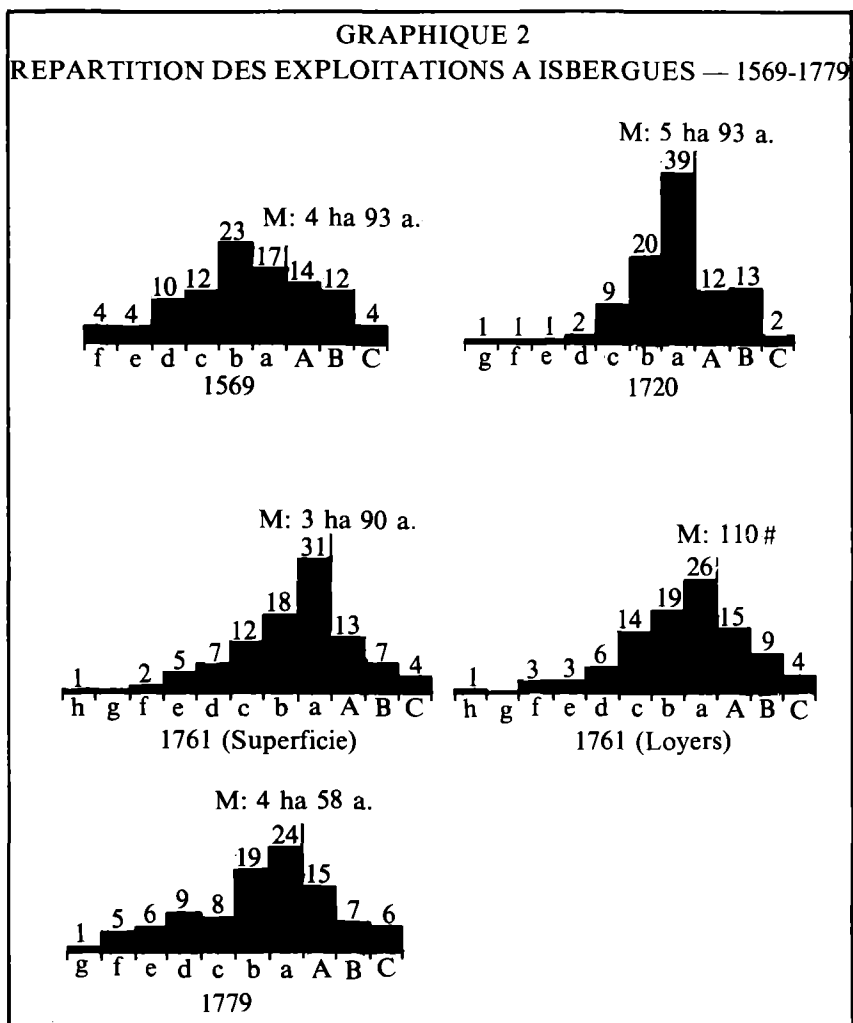 GRAPHIQUE 2
REPARTITION DES EXPLOITATIONS A ISBERGUES — 1569-1779
M: 4 ha 93 a.
4 4 10 12 23 17 14 12 4
f e d c b a A B C
1569
M: 5 ha 93 a.
1 1 1 2 9 20 39 12 13 2
g f e d c b a A B C
1720
M: 3 ha 90 a.
1 2 5 7 12 18 31 13 7 4
h g f e d c b a A B C
1761 (Superficie)
M: 110 #
1 3 3 6 14 19 26 15 9 4
h g f e d c b a A B C
1761 (Loyers)
M: 4 ha 58 a.
1 5 6 9 8 19 24 15 7 6
g f e d c b a A B C
1779